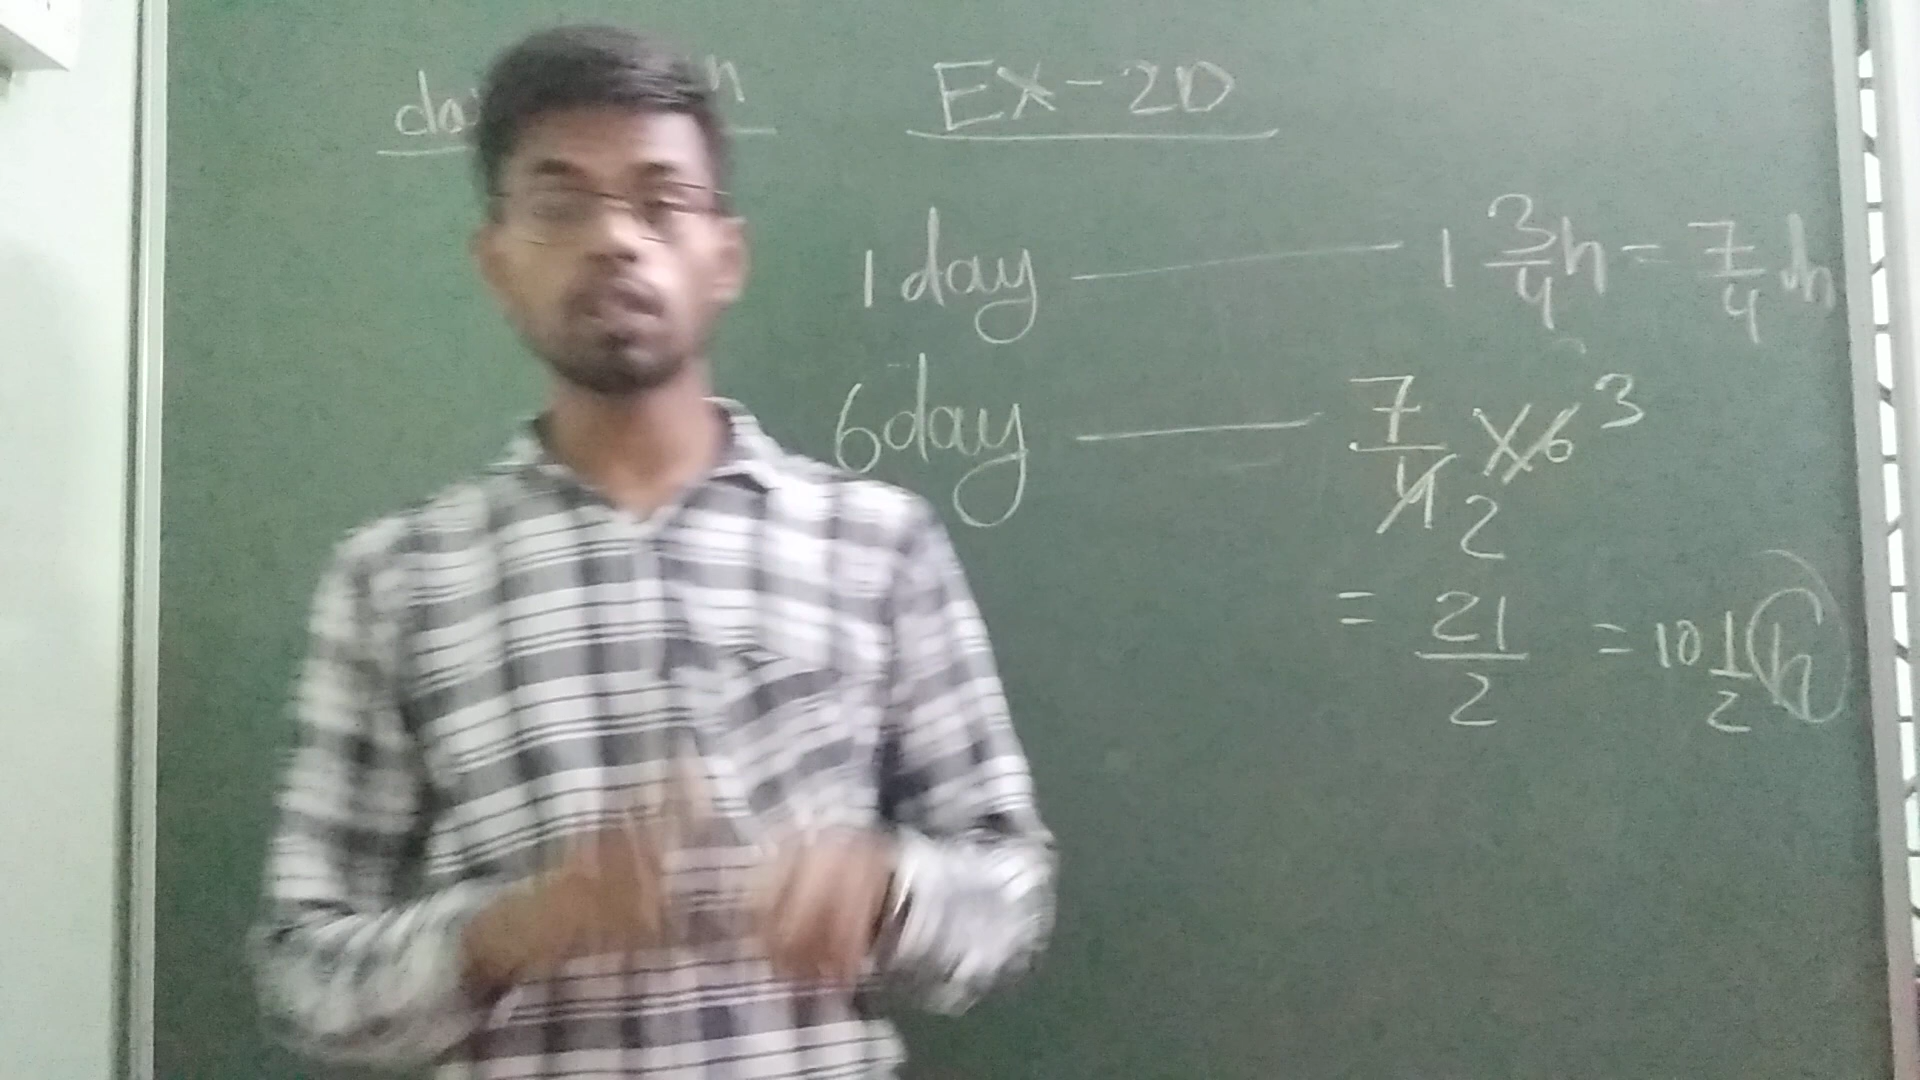 EX-2D
1 day — 1 3/4 h = 7/4 h
6 day — 7/4 x 6 3
2
= 21/2 = 10 1/2 h